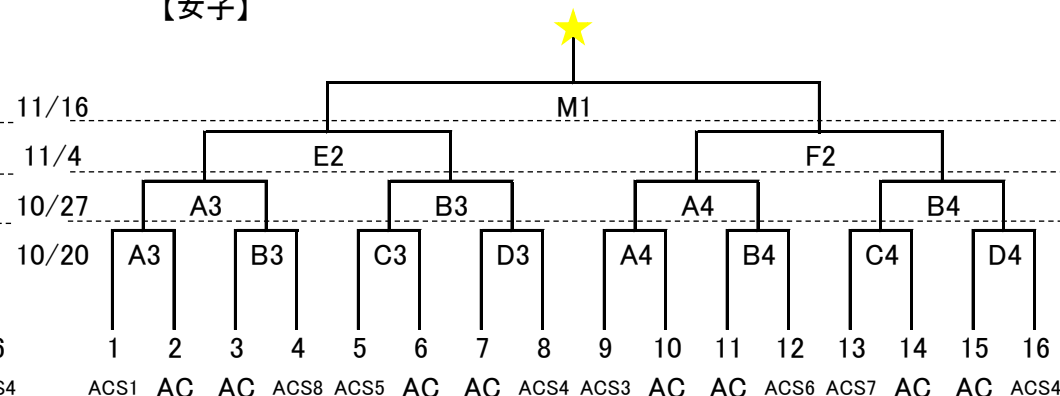 【女子】
11/16 M1
11/4 E2 F2
10/27 A3 B3 A4 B4
10/20 A3 B3 C3 D3 A4 B4 C4 D4
6 1 2 3 4 5 6 7 8 9 10 11 12 13 14 15 16
S4 ACS1 AC AC ACS8 ACS5 AC AC ACS4 ACS3 AC AC ACS6 ACS7 AC AC ACS4